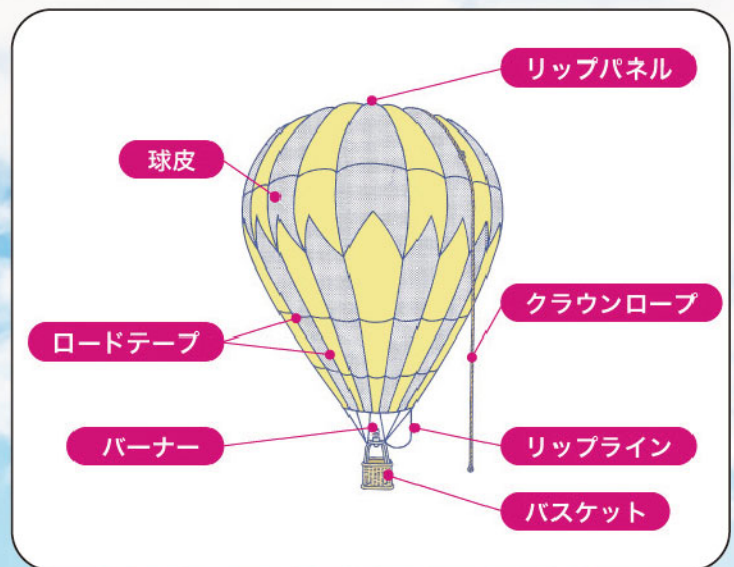 リップパネル
球皮
クラウンロープ
ロードテープ
バーナー
リップライン
バスケット